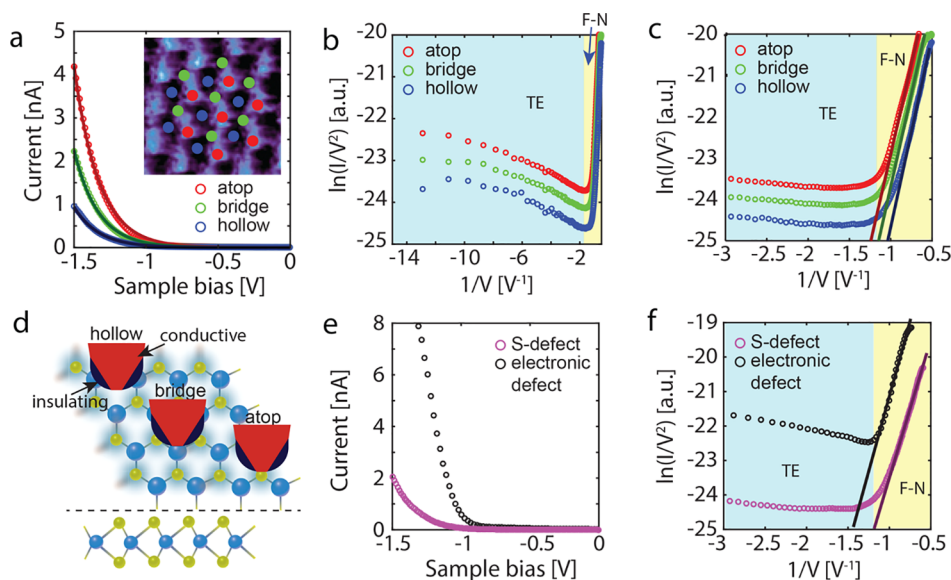 a
Current [nA]
5
4
3
2
1
0
-1.5
-1
-0.5
0
Sample bias [V]
atop
bridge
hollow
b
F-N
ln(I/V²) [a.u.]
-20
-21
-22
-23
-24
-25
atop
bridge
hollow
TE
-14
-10
-6
-2
1/V [V⁻¹]
c
ln(I/V²) [a.u.]
-20
-21
-22
-23
-24
-25
atop
bridge
hollow
F-N
TE
-3
-2.5
-2
-1.5
-1
-0.5
1/V [V⁻¹]
d
hollow
conductive
insulating
bridge
atop
e
Current [nA]
8
6
4
2
0
S-defect
electronic
defect
-1.5
-1
-0.5
0
Sample bias [V]
f
ln(I/V²) [a.u.]
-19
-20
-21
-22
-23
-24
-25
S-defect
electronic
defect
TE
F-N
-3
-2.5
-2
-1.5
-1
-0.5
0
1/V [V⁻¹]